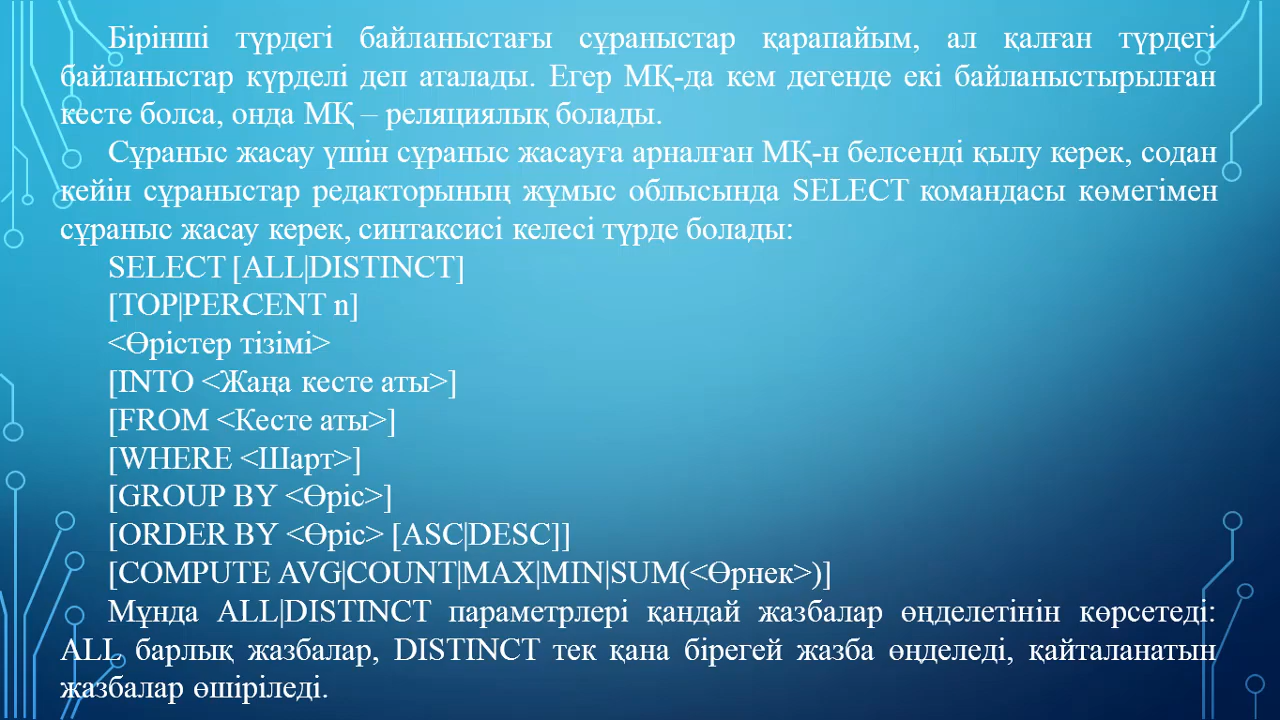 Бірінші түрдегі байланыстағы сұраныстар қарапайым, ал қалған түрдегі
байланыстар күрделі деп аталады. Егер МҚ-да кем дегенде екі байланыстырылған
кесте болса, онда МҚ – реляциялық болады.
Сұраныс жасау үшін сұраныс жасауға арналған МҚ-н белсенді қылу керек, содан
кейін сұраныстар редакторының жұмыс облысында SELECT командасы көмегімен
сұраныс жасау керек, синтаксисі келесі түрде болады:
SELECT [ALL|DISTINCT]
[TOP|PERCENT n]
<Өрістер тізімі>
[INTO <Жаңа кесте аты>]
[FROM <Кесте аты>]
[WHERE <Шарт>]
[GROUP BY <Өріс>]
[ORDER BY <Өріс> [ASC|DESC]]
[COMPUTE AVG|COUNT|MAX|MIN|SUM(<Өрнек>)]
Мұнда ALL|DISTINCT параметрлері қандай жазбалар өңделетінін көрсетеді:
ALL барлық жазбалар, DISTINCT тек қана бірегей жазба өңделеді, қайталанатын
жазбалар өшіріледі.